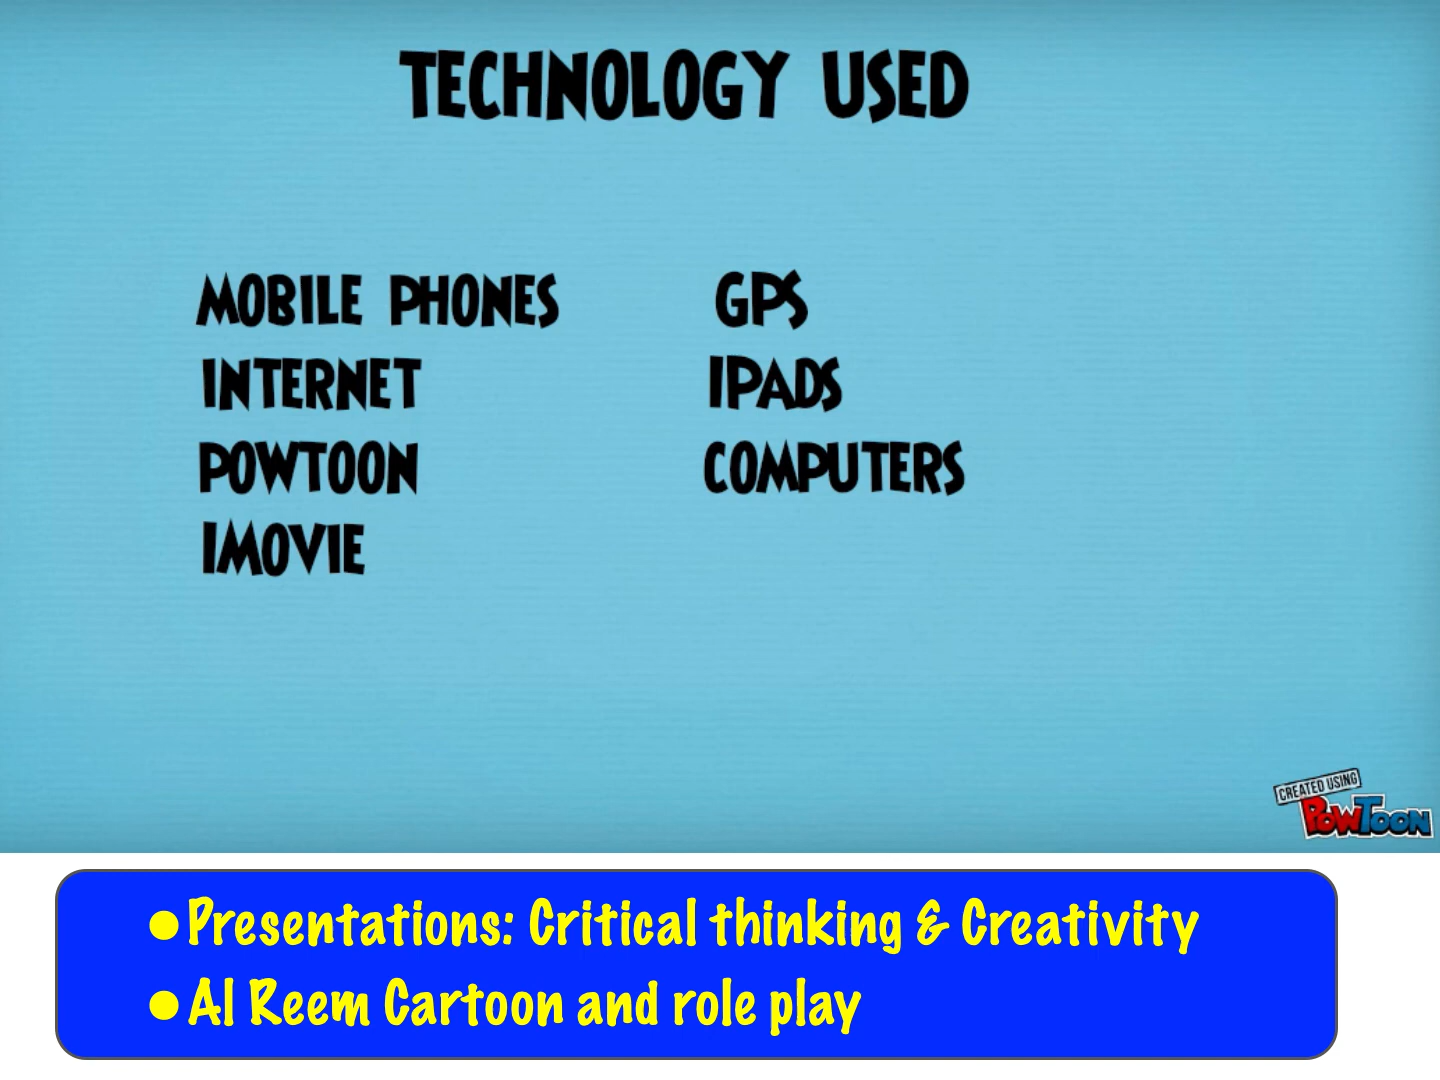 TECHNOLOGY USED
MOBILE PHONES
INTERNET
POWTOON
IMOVIE
GPS
IPADS
COMPUTERS
CREATED USING
POWTOON
•Presentations: Critical thinking & Creativity
•Al Reem Cartoon and role play